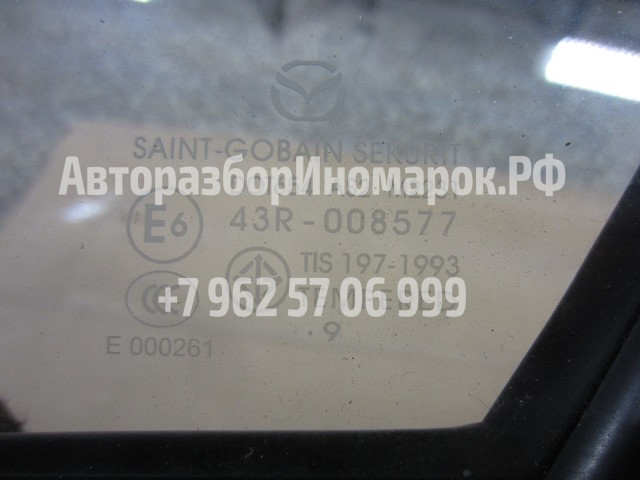 SAINT-GOBAIN SEKURIT
АвторазборИномарок.РФ
E6 43R-008577
TIS 197-1993
+7 962 57 06 999
.9
E 000261